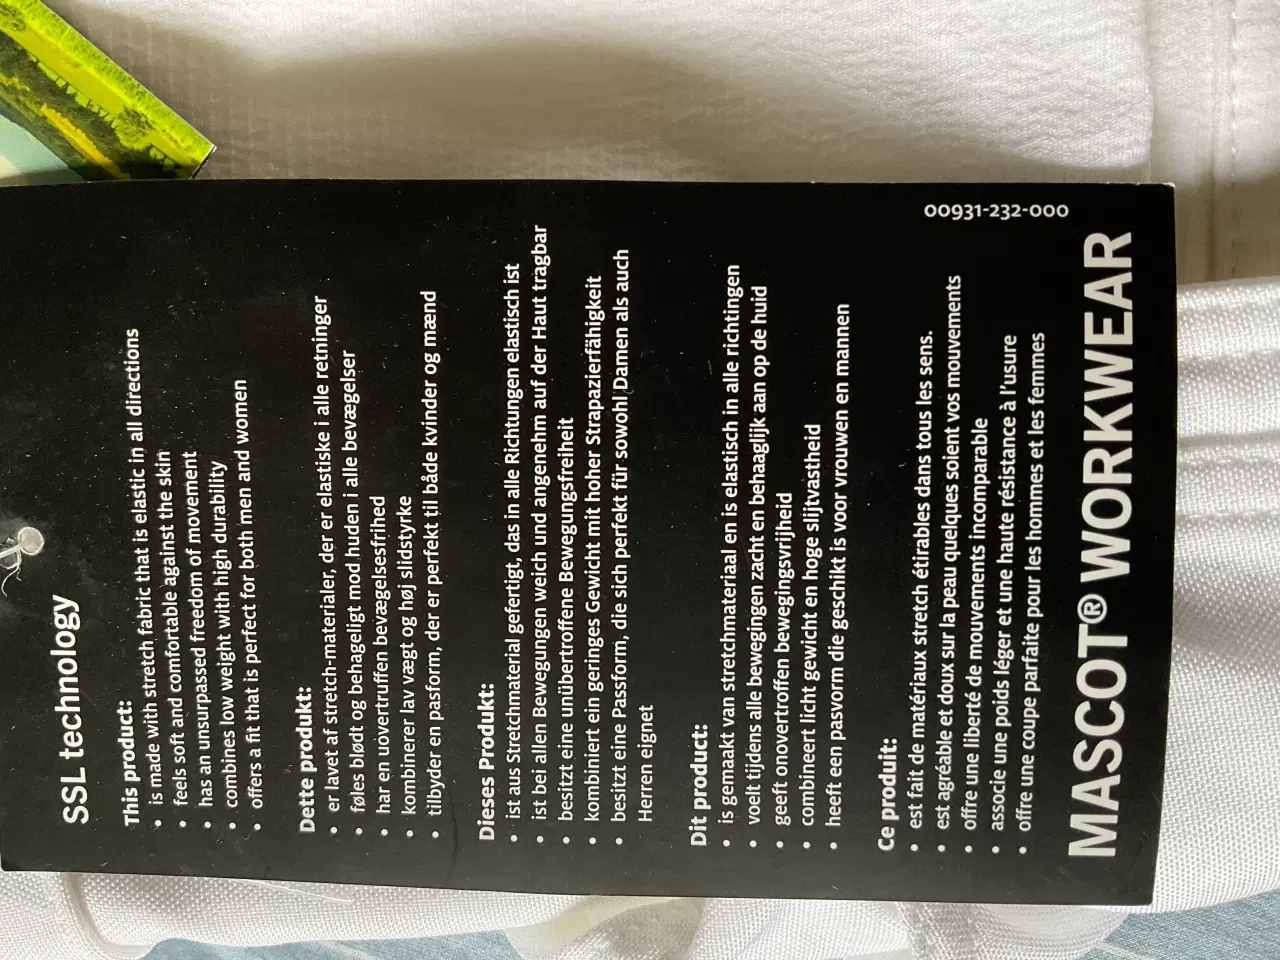 SSL technology
This product:
• is made with stretch fabric that is elastic in all directions
• feels soft and comfortable against the skin
• has an unsurpassed freedom of movement
• combines low weight with high durability
• offers a fit that is perfect for both men and women
Dette produkt:
• er lavet af stretch-materialer, der er elastiske i alle retninger
• føles blødt og behageligt mod huden i alle bevægelser
• har en uovertruffen bevægelsesfrihed
• kombinerer lav vægt og høj slidstyrke
• tilbyder en pasform, der er perfekt til både kvinder og mænd
Dieses Produkt:
• ist aus Stretchmaterial gefertigt, das in alle Richtungen elastisch ist
• ist bei allen Bewegungen weich und angenehm auf der Haut tragbar
• besitzt eine unübertroffene Bewegungsfreiheit
• kombiniert ein geringes Gewicht mit hoher Strapazierfähigkeit
• besitzt eine Passform, die sich perfekt für sowohl Damen als auch
Herren eignet
Dit product:
• is gemaakt van stretchmateriaal en is elastisch in alle richtingen
• voelt tijdens alle bewegingen zacht en behaaglijk aan op de huid
• geeft onovertroffen bewegingsvrijheid
• combineert licht gewicht en hoge slijtvastheid
• heeft een pasvorm die geschikt is voor vrouwen en mannen
Ce produit:
• est fait de matériaux stretch étirables dans tous les sens.
• est agréable et doux sur la peau quelques soient vos mouvements
• offre une liberté de mouvements incomparable
• associe une poids léger et une haute résistance à l'usure
• offre une coupe parfaite pour les hommes et les femmes
00931-232-000
MASCOT® WORKWEAR